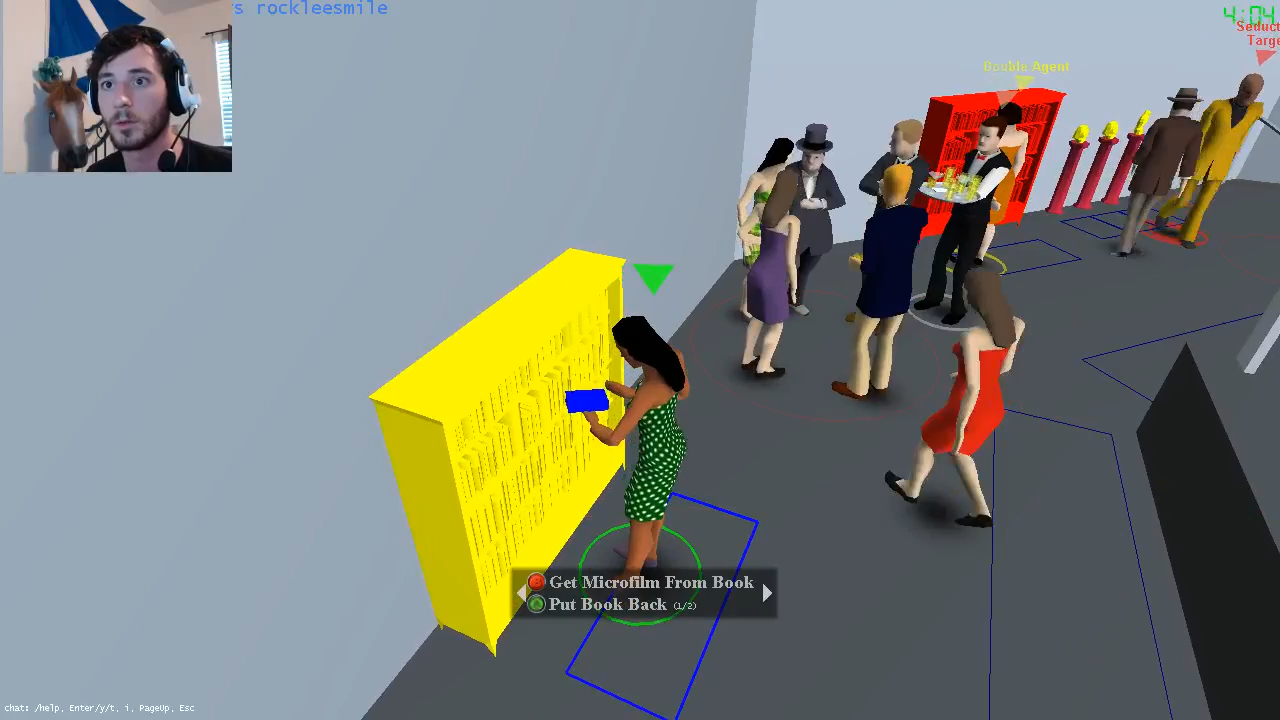 s rockleesmile
4:04
Seduct
Targe
Double Agent
Get Microfilm From Book
Put Book Back (1/2)
chat: /help, Enter/y/t, i, PageUp, Esc